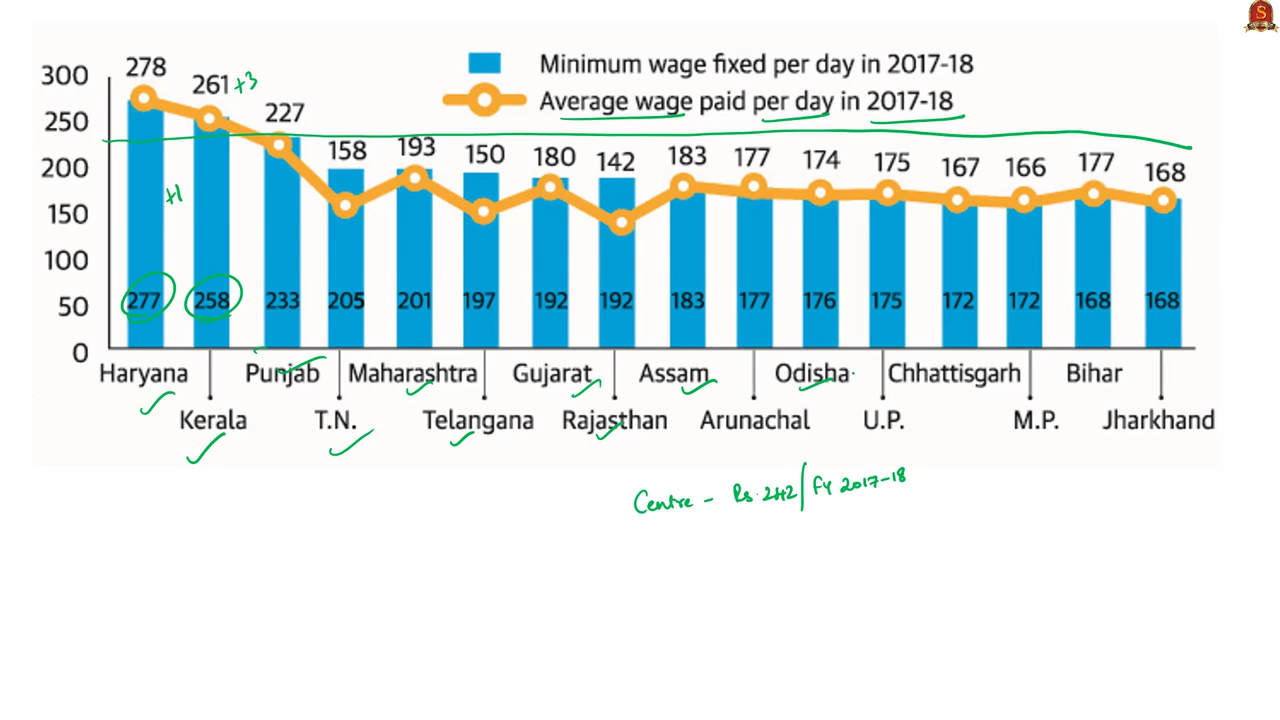 Minimum wage fixed per day in 2017-18
Average wage paid per day in 2017-18
300
250
200
150
100
50
0
278 261 +3 227 158 193 150 180 142 183 177 174 175 167 166 177 168
+1
277 258 233 205 201 197 192 192 183 177 176 175 172 172 168 168
Haryana Punjab Maharashtra Gujarat Assam Odisha Chhattisgarh Bihar
Kerala T.N. Telangana Rajasthan Arunachal U.P. M.P. Jharkhand
Centre - Rs. 242 | FY 2017-18
S